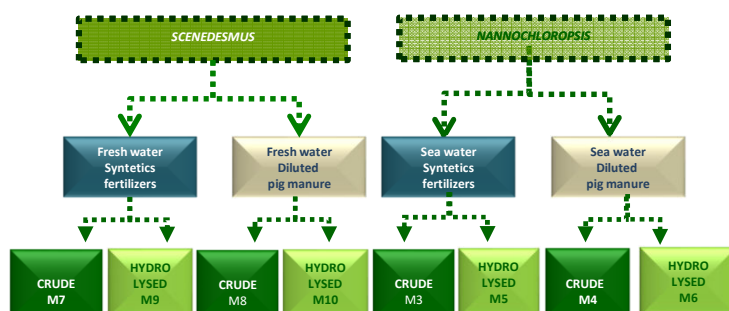 SCENEDESMUS
NANNOCHLOROPSIS
Fresh water
Syntetics
fertilizers
Fresh water
Diluted
pig manure
Sea water
Syntetics
fertilizers
Sea water
Diluted
pig manure
CRUDE
M7
HYDRO
LYSED
M9
CRUDE
M8
HYDRO
LYSED
M10
CRUDE
M3
HYDRO
LYSED
M5
CRUDE
M4
HYDRO
LYSED
M6